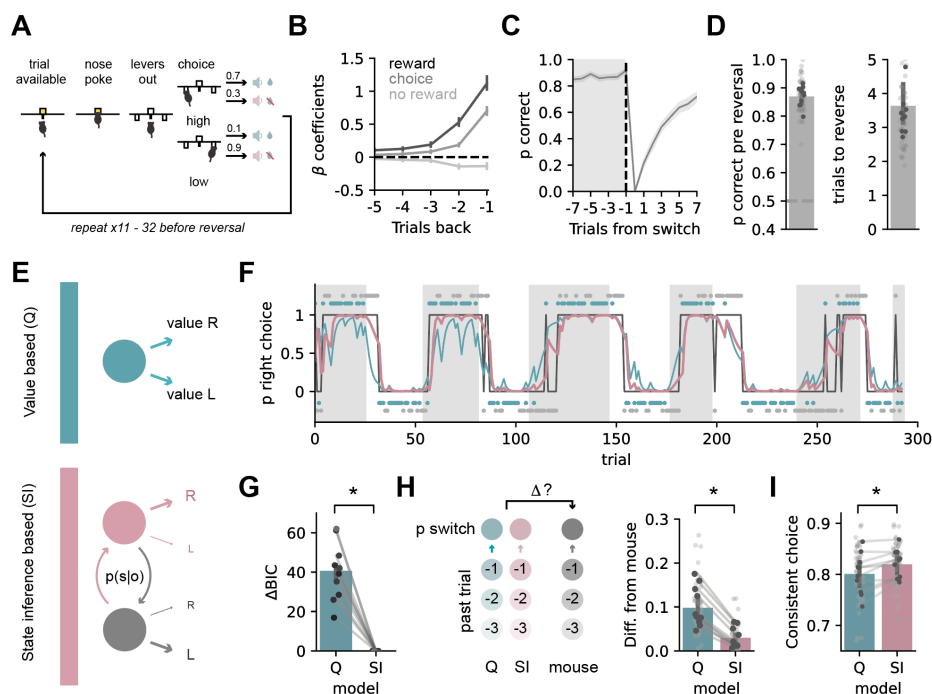 A
trial
available
nose
poke
levers
out
choice
0.7
0.3
high
0.1
0.9
low
repeat x11 - 32 before reversal
B
reward
choice
no reward
β coefficients
1.5
1.0
0.5
0
-0.5
-5 -4 -3 -2 -1
Trials back
C
p correct
1.0
0.8
0.6
0.4
0.2
0.0
-7 -5 -3 -1 1 3 5 7
Trials from switch
D
p correct pre reversal
1.0
0.9
0.8
0.7
0.6
0.5
0.4
trials to reverse
5
4
3
2
1
0
E
Value based (Q)
value R
value L
State inference based (SI)
R
L
p(s|o)
R
L
F
p right choice
1
0.5
0
0 50 100 150 200 250 300
trial
G
*
ΔBIC
60
40
20
0
Q SI
model
H
Δ ?
p switch
past trial
-1 -1 -1
-2 -2 -2
-3 -3 -3
Q SI mouse
*
Diff. from mouse
0.3
0.2
0.1
0.0
Q SI
model
I
*
Consistent choice
0.9
0.8
0.7
Q SI
model